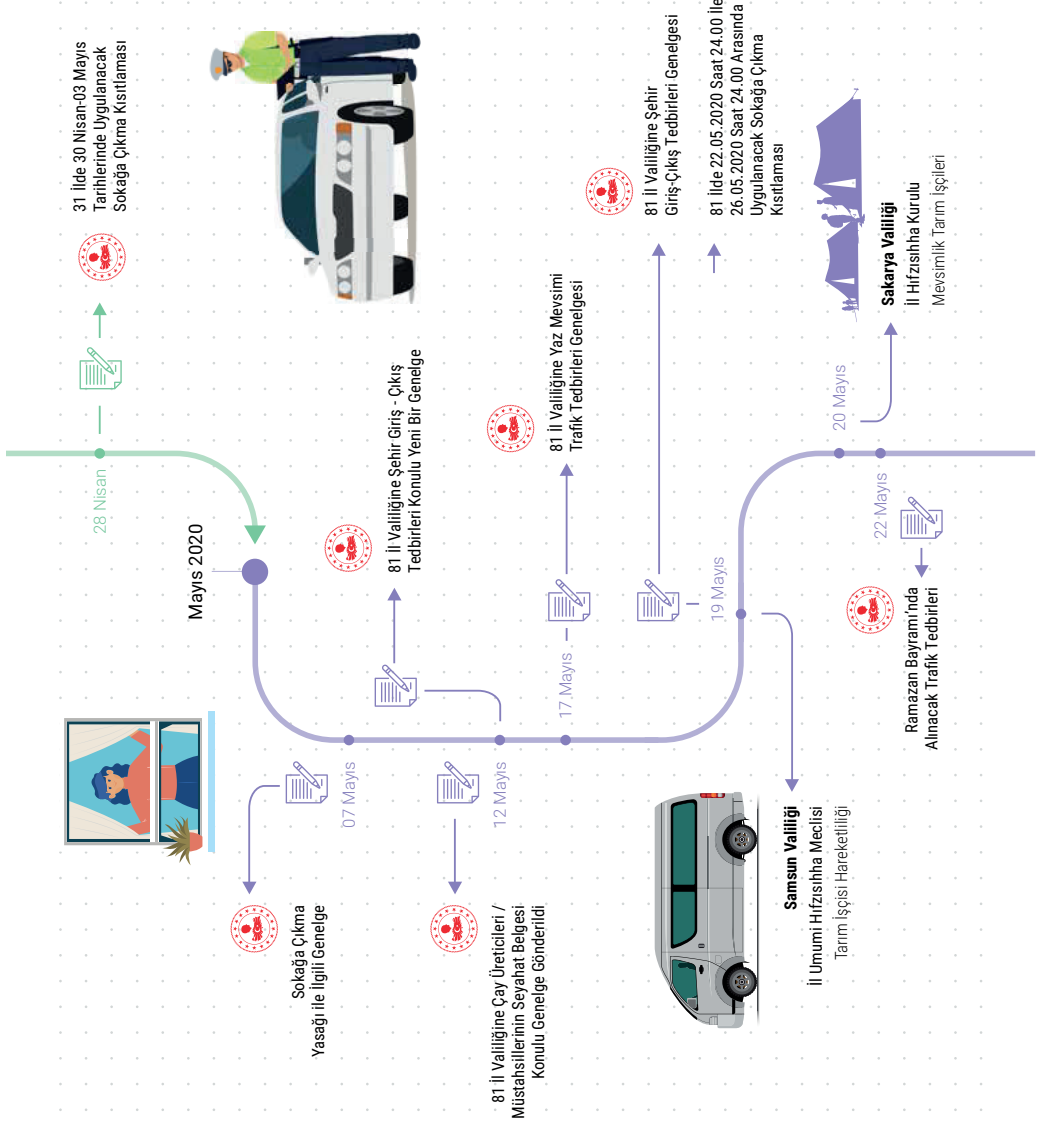 28 Nisan
31 İlde 30 Nisan-03 Mayıs
Tarihlerinde Uygulanacak
Sokağa Çıkma Kısıtlaması
Mayıs 2020
07 Mayıs
Sokağa Çıkma
Yasağı ile İlgili Genelge
12 Mayıs
81 İl Valiliğine Şehir Giriş - Çıkış
Tedbirleri Konulu Yeni Bir Genelge
81 İl Valiliğine Çay Üreticileri /
Müstahsillerinin Seyahat Belgesi
Konulu Genelge Gönderildi
17 Mayıs
81 İl Valiliğine Yaz Mevsimi
Trafik Tedbirleri Genelgesi
19 Mayıs
81 İl Valiliğine Şehir
Giriş-Çıkış Tedbirleri Genelgesi
81 İlde 22.05.2020 Saat 24.00 İle
26.05.2020 Saat 24.00 Arasında
Uygulanacak Sokağa Çıkma
Kısıtlaması
Samsun Valiliği
İl Umumi Hıfzısıhha Meclisi
Tarım İşçisi Hareketliliği
20 Mayıs
Sakarya Valiliği
İl Hıfzısıhha Kurulu
Mevsimlik Tarım İşçileri
22 Mayıs
Ramazan Bayramı'nda
Alınacak Trafik Tedbirleri